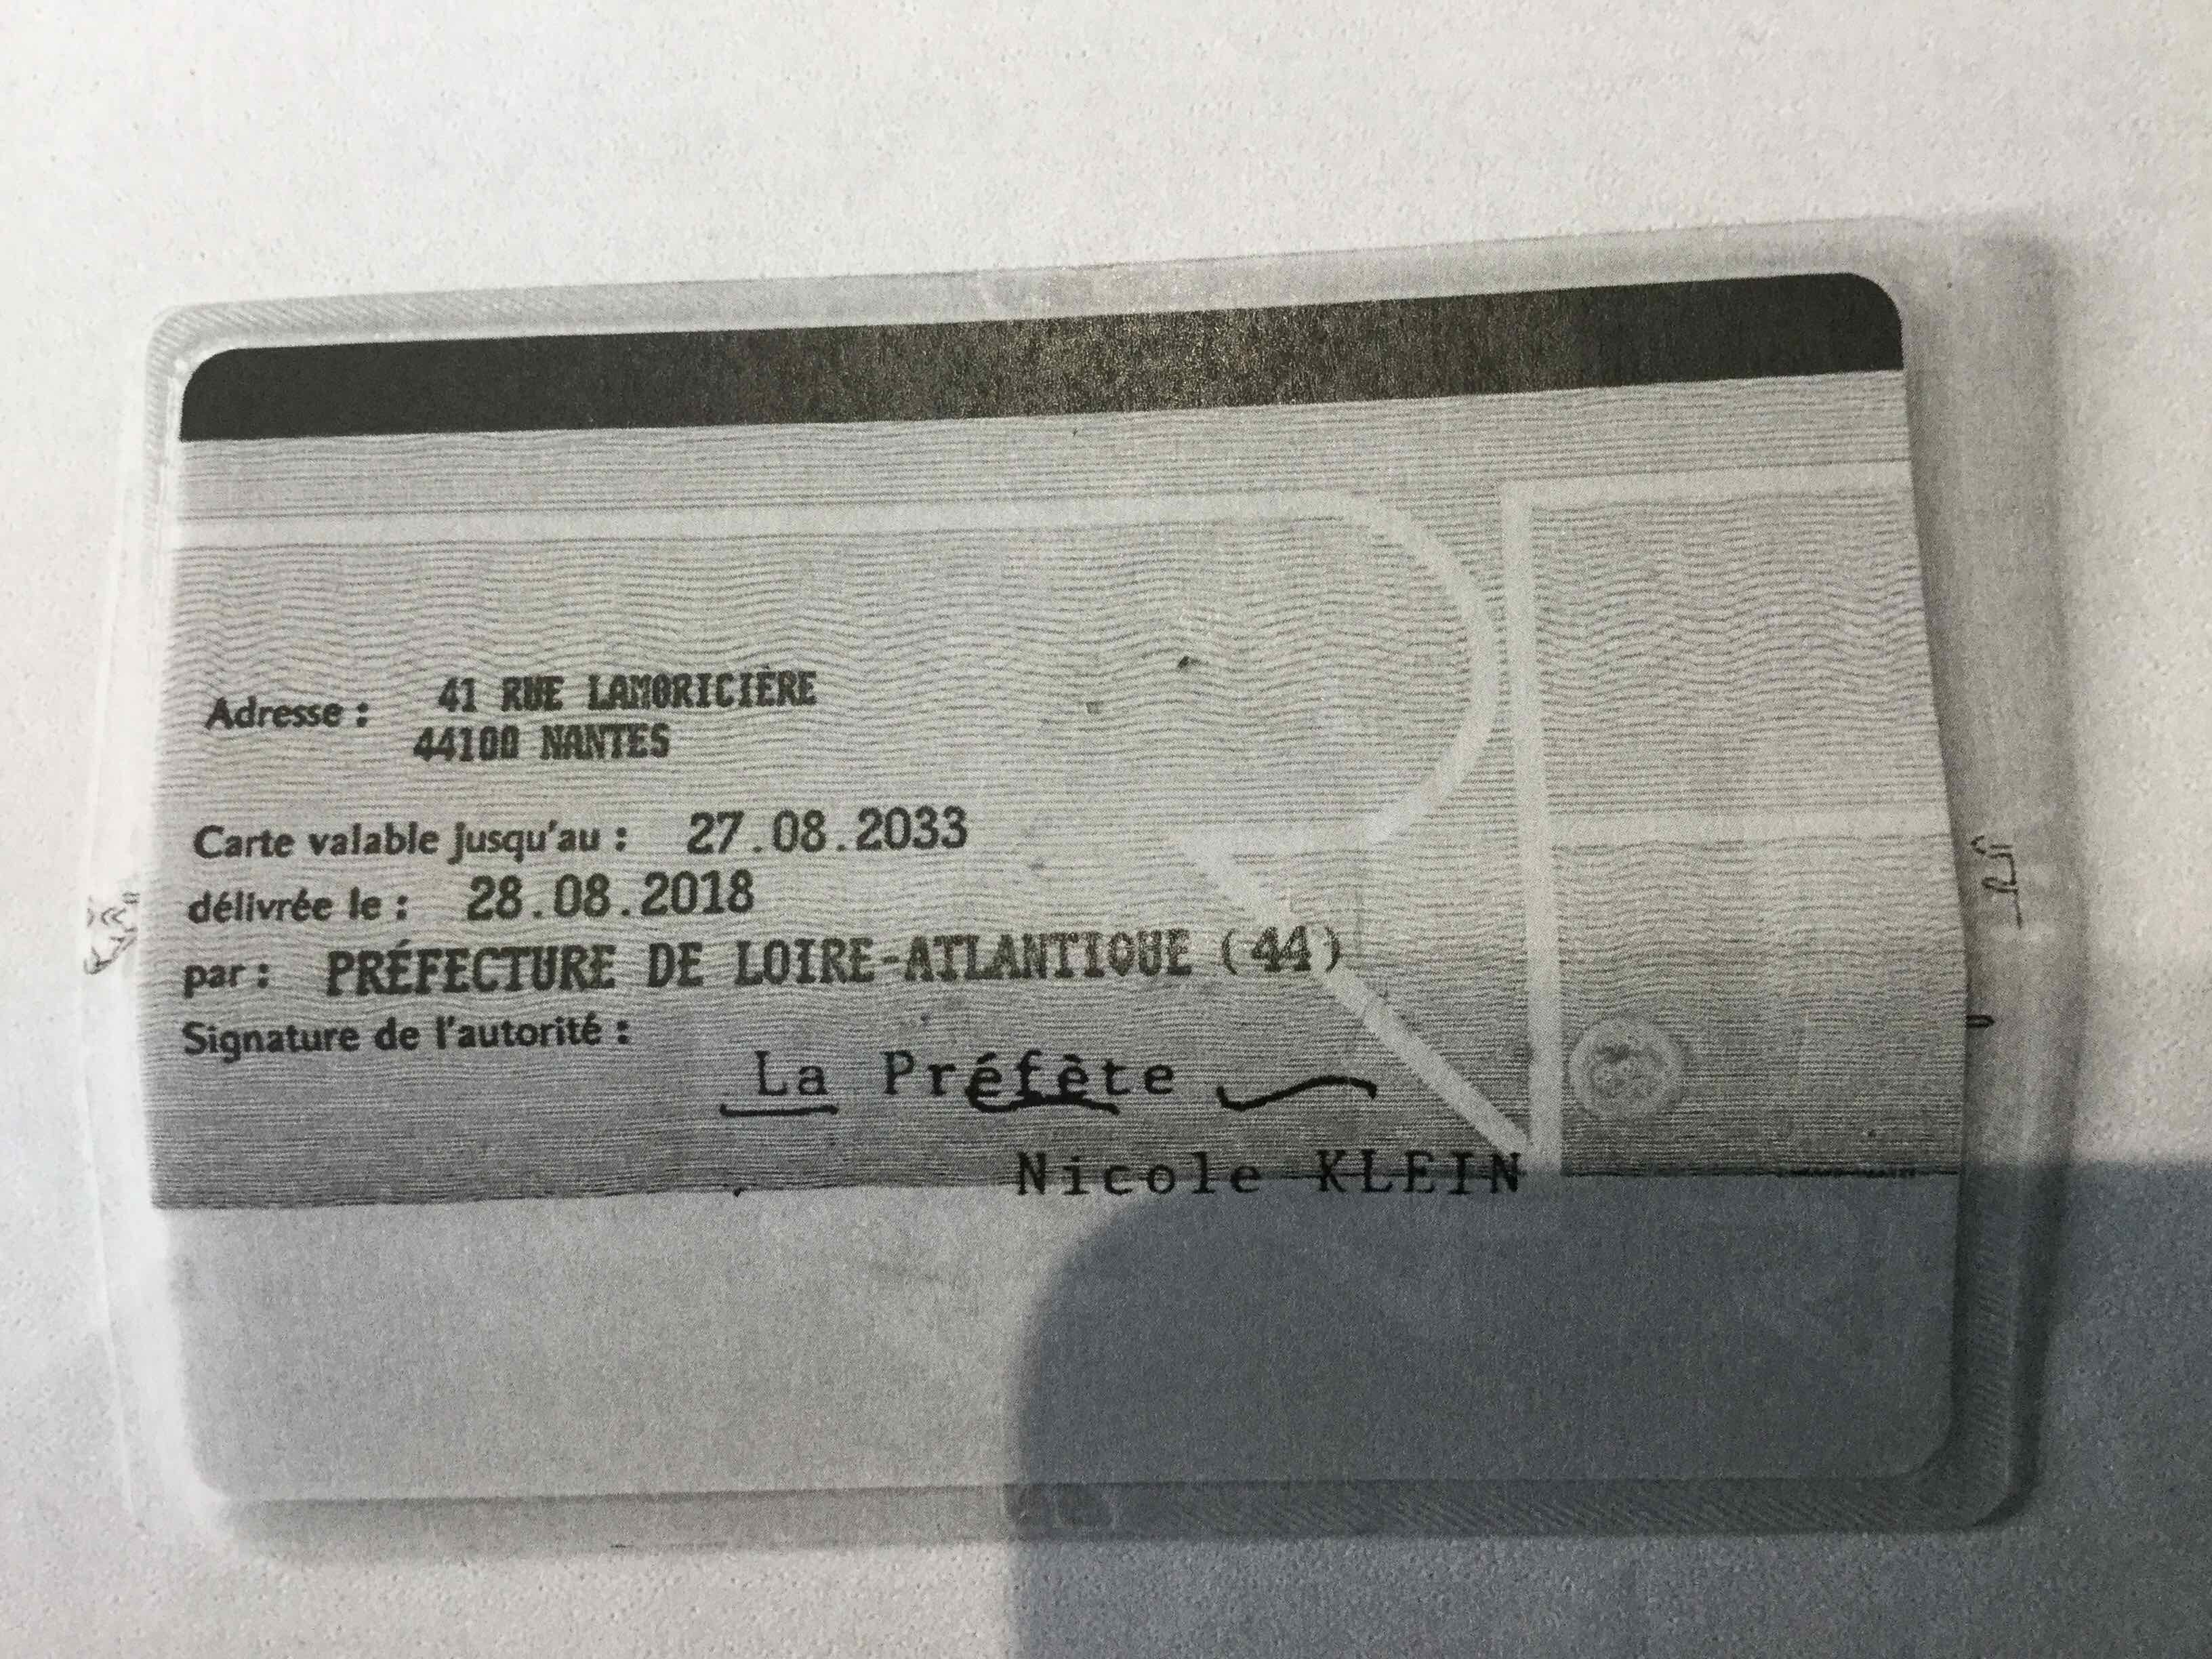 Adresse : 41 RUE LAMORICIÈRE
44100 NANTES
Carte valable jusqu'au : 27.08.2033
délivrée le : 28.08.2018
par : PRÉFECTURE DE LOIRE-ATLANTIQUE (44)
Signature de l'autorité :
La Préfète
Nicole KLEIN